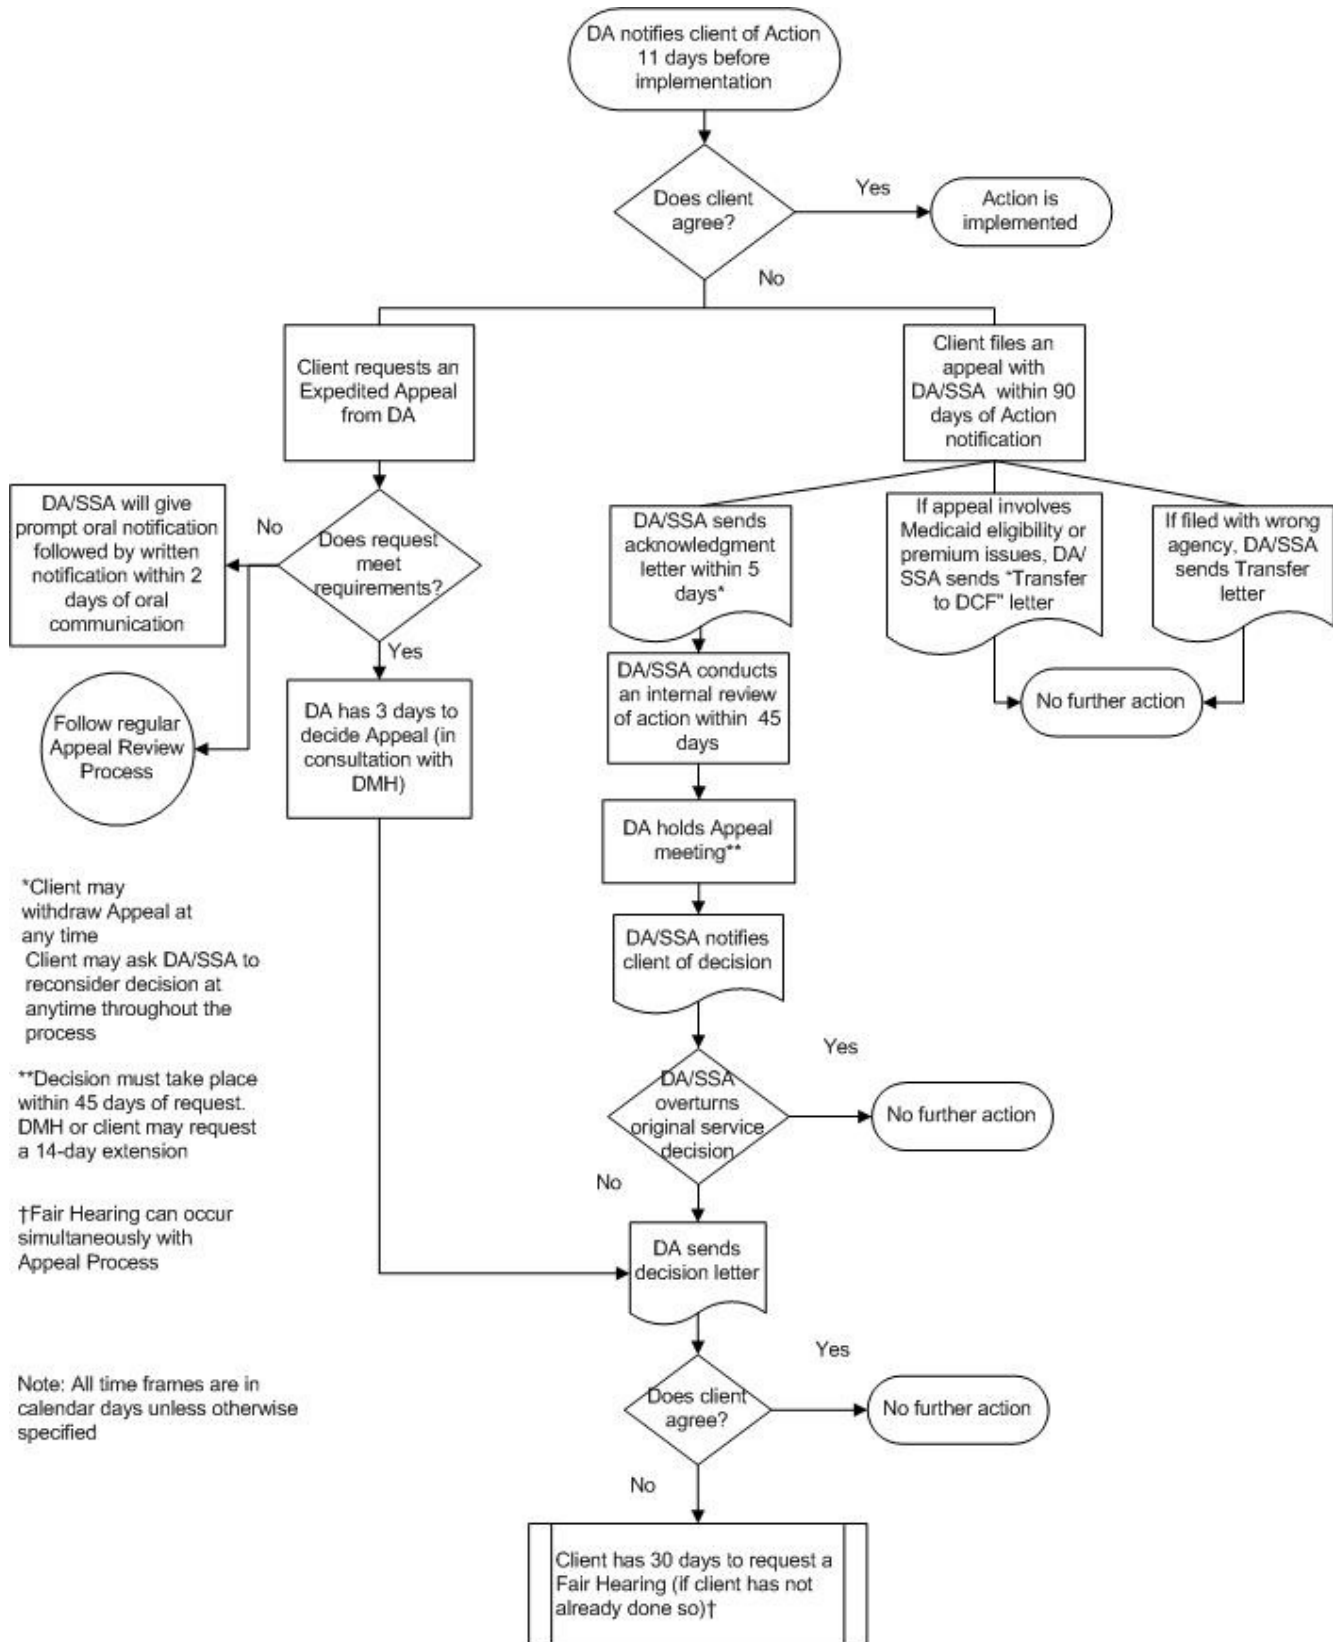 DA notifies client of Action
11 days before
implementation
Does client
agree?
Yes
Action is
implemented
No
Client requests an
Expedited Appeal
from DA
Client files an
appeal with
DA/SSA within 90
days of Action
notification
DA/SSA will give
prompt oral notification
followed by written
notification within 2
days of oral
communication
No
Does request
meet
requirements?
Yes
DA/SSA sends
acknowledgment
letter within 5
days*
If appeal involves
Medicaid eligibility or
premium issues, DA/
SSA sends "Transfer
to DCF" letter
If filed with wrong
agency, DA/SSA
sends Transfer
letter
Follow regular
Appeal Review
Process
DA has 3 days to
decide Appeal (in
consultation with
DMH)
DA/SSA conducts
an internal review
of action within 45
days
No further action
DA holds Appeal
meeting**
*Client may
withdraw Appeal at
any time
Client may ask DA/SSA to
reconsider decision at
anytime throughout the
process
DA/SSA notifies
client of decision
**Decision must take place
within 45 days of request.
DMH or client may request
a 14-day extension
DA/SSA
overturns
original service
decision
Yes
No further action
No
†Fair Hearing can occur
simultaneously with
Appeal Process
DA sends
decision letter
Note: All time frames are in
calendar days unless otherwise
specified
Does client
agree?
Yes
No further action
No
Client has 30 days to request a
Fair Hearing (if client has not
already done so)†